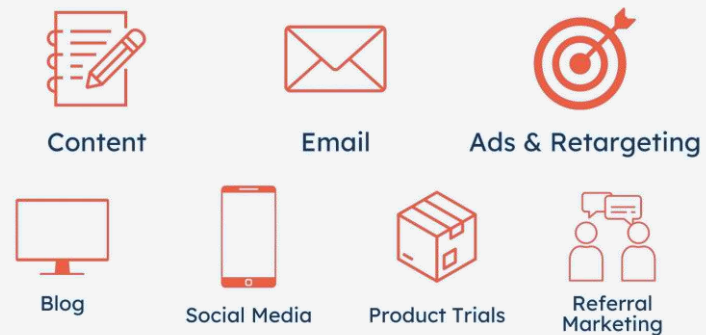 Content
Email
Ads & Retargeting
Blog
Social Media
Product Trials
Referral
Marketing